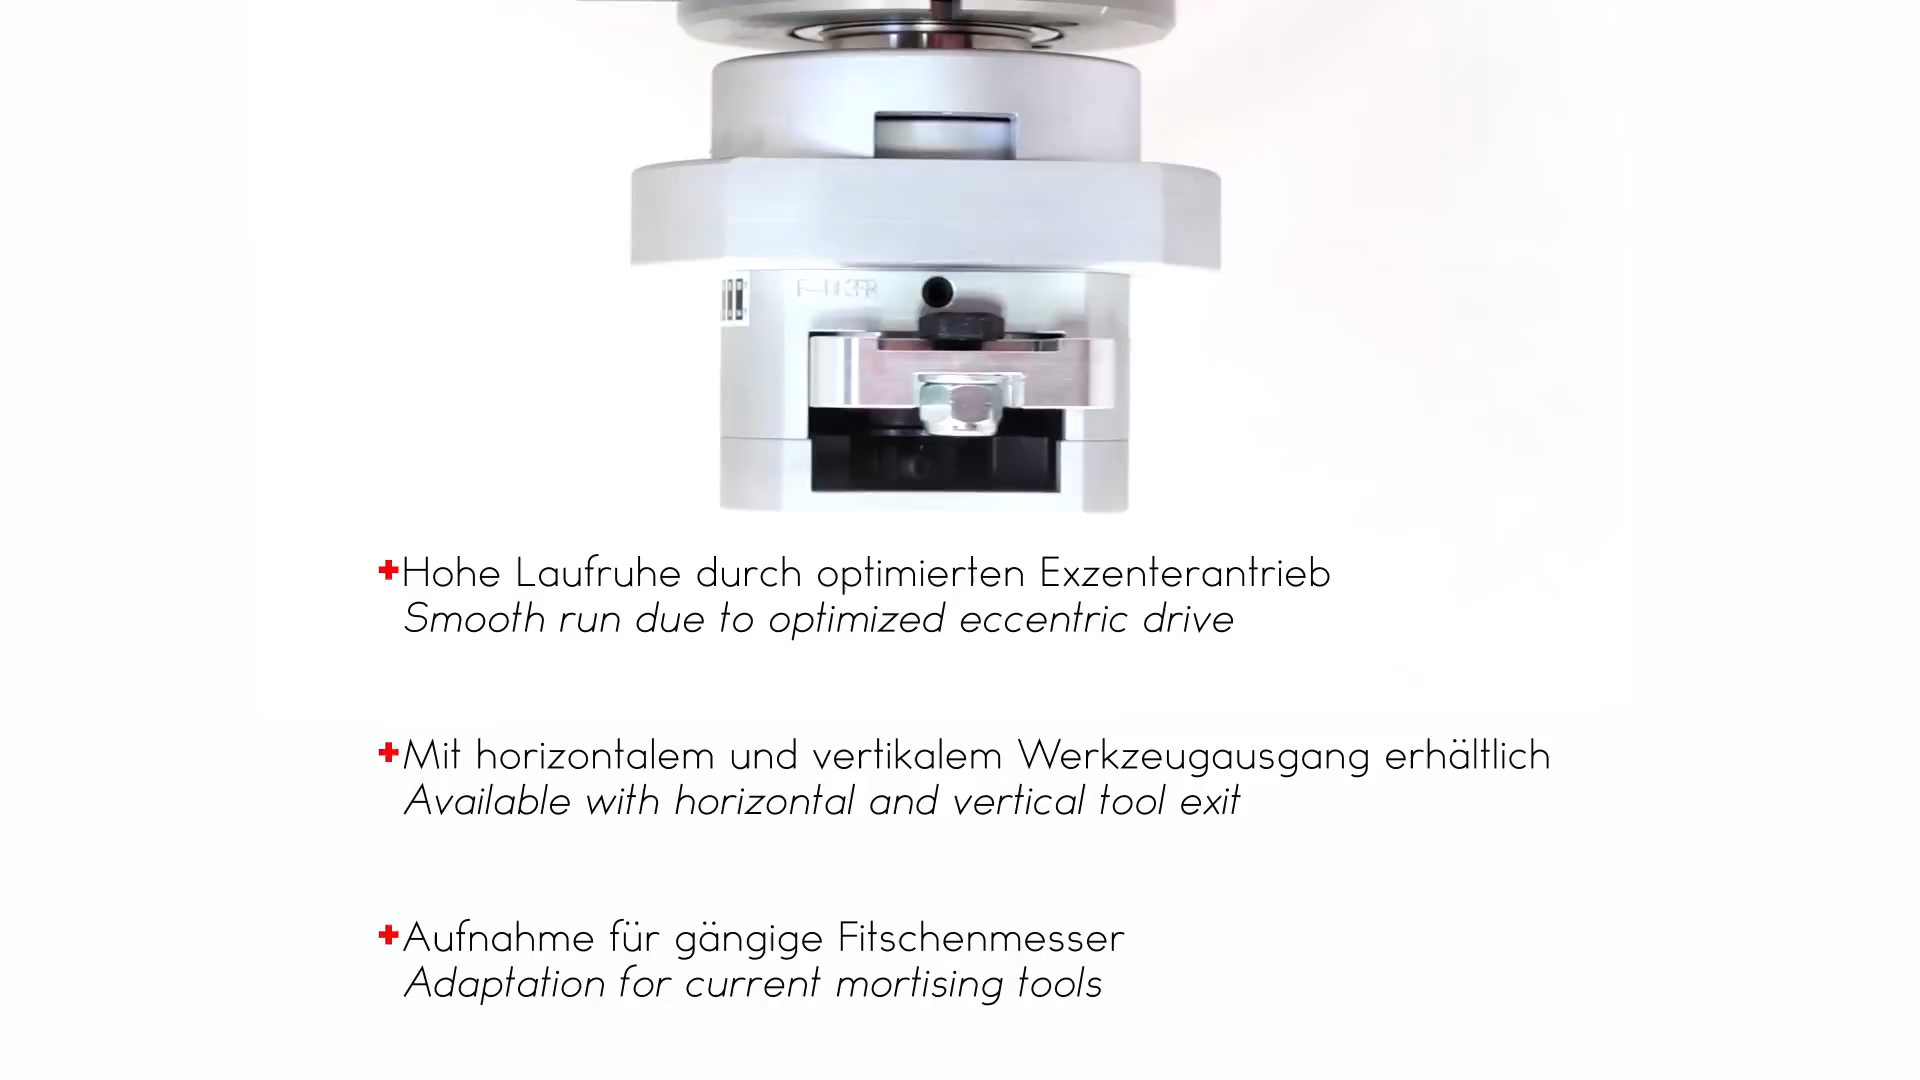 Hohe Laufruhe durch optimierten Exzenterantrieb
Smooth run due to optimized eccentric drive
Mit horizontalem und vertikalem Werkzeugausgang erhältlich
Available with horizontal and vertical tool exit
Aufnahme für gängige Fitschenmesser
Adaptation for current mortising tools